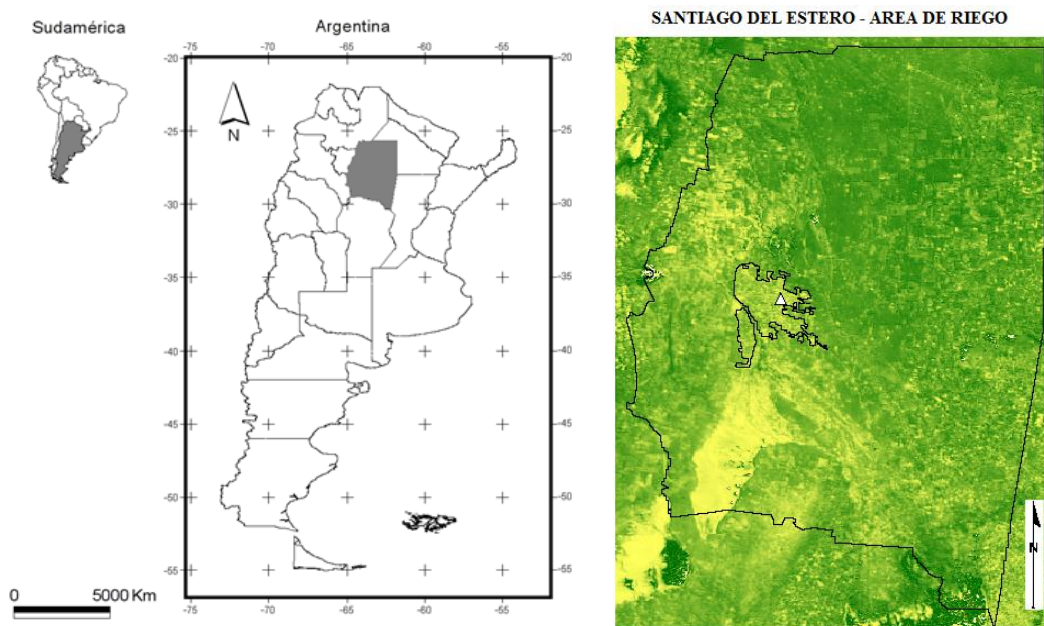 Sudamérica
Argentina
SANTIAGO DEL ESTERO - AREA DE RIEGO
-75 -70 -65 -60 -55
-20 -20
-25 -25
-30 -30
-35 -35
-40 -40
-45 -45
-50 -50
-55 -55
-75 -70 -65 -60 -55
N
N
0 5000 Km